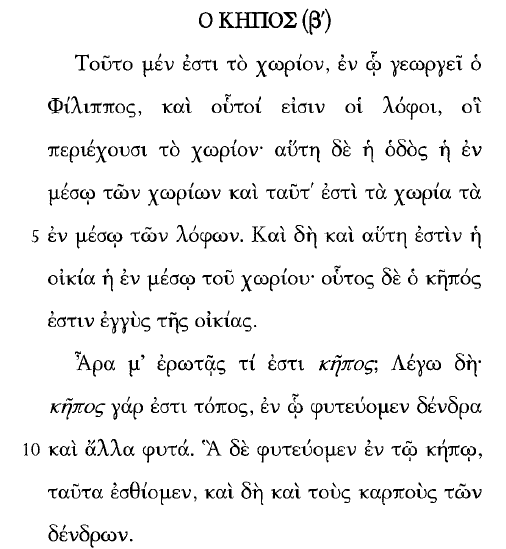 Ο ΚΗΠΟΣ (β′)
Τοῦτο μέν ἐστι τὸ χωρίον, ἐν ᾧ γεωργεῖ ὁ
Φίλιππος, καὶ οὗτοί εἰσιν οἱ λόφοι, οἳ
περιέχουσι τὸ χωρίον· αὕτη δὲ ἡ ὁδὸς ἡ ἐν
μέσῳ τῶν χωρίων καὶ ταῦτ’ ἐστὶ τὰ χωρία τὰ
5 ἐν μέσῳ τῶν λόφων. Καὶ δὴ καὶ αὕτη ἐστὶν ἡ
οἰκία ἡ ἐν μέσῳ τοῦ χωρίου· οὗτος δὲ ὁ κῆπός
ἐστιν ἐγγὺς τῆς οἰκίας.
Ἆρα μ’ ἐρωτᾷς τί ἐστι κῆπος; Λέγω δὴ·
κῆπος γάρ ἐστι τόπος, ἐν ᾧ φυτεύομεν δένδρα
10 καὶ ἄλλα φυτά. Ἃ δὲ φυτεύομεν ἐν τῷ κήπῳ,
ταῦτα ἐσθίομεν, καὶ δὴ καὶ τοὺς καρποὺς τῶν
δένδρων.